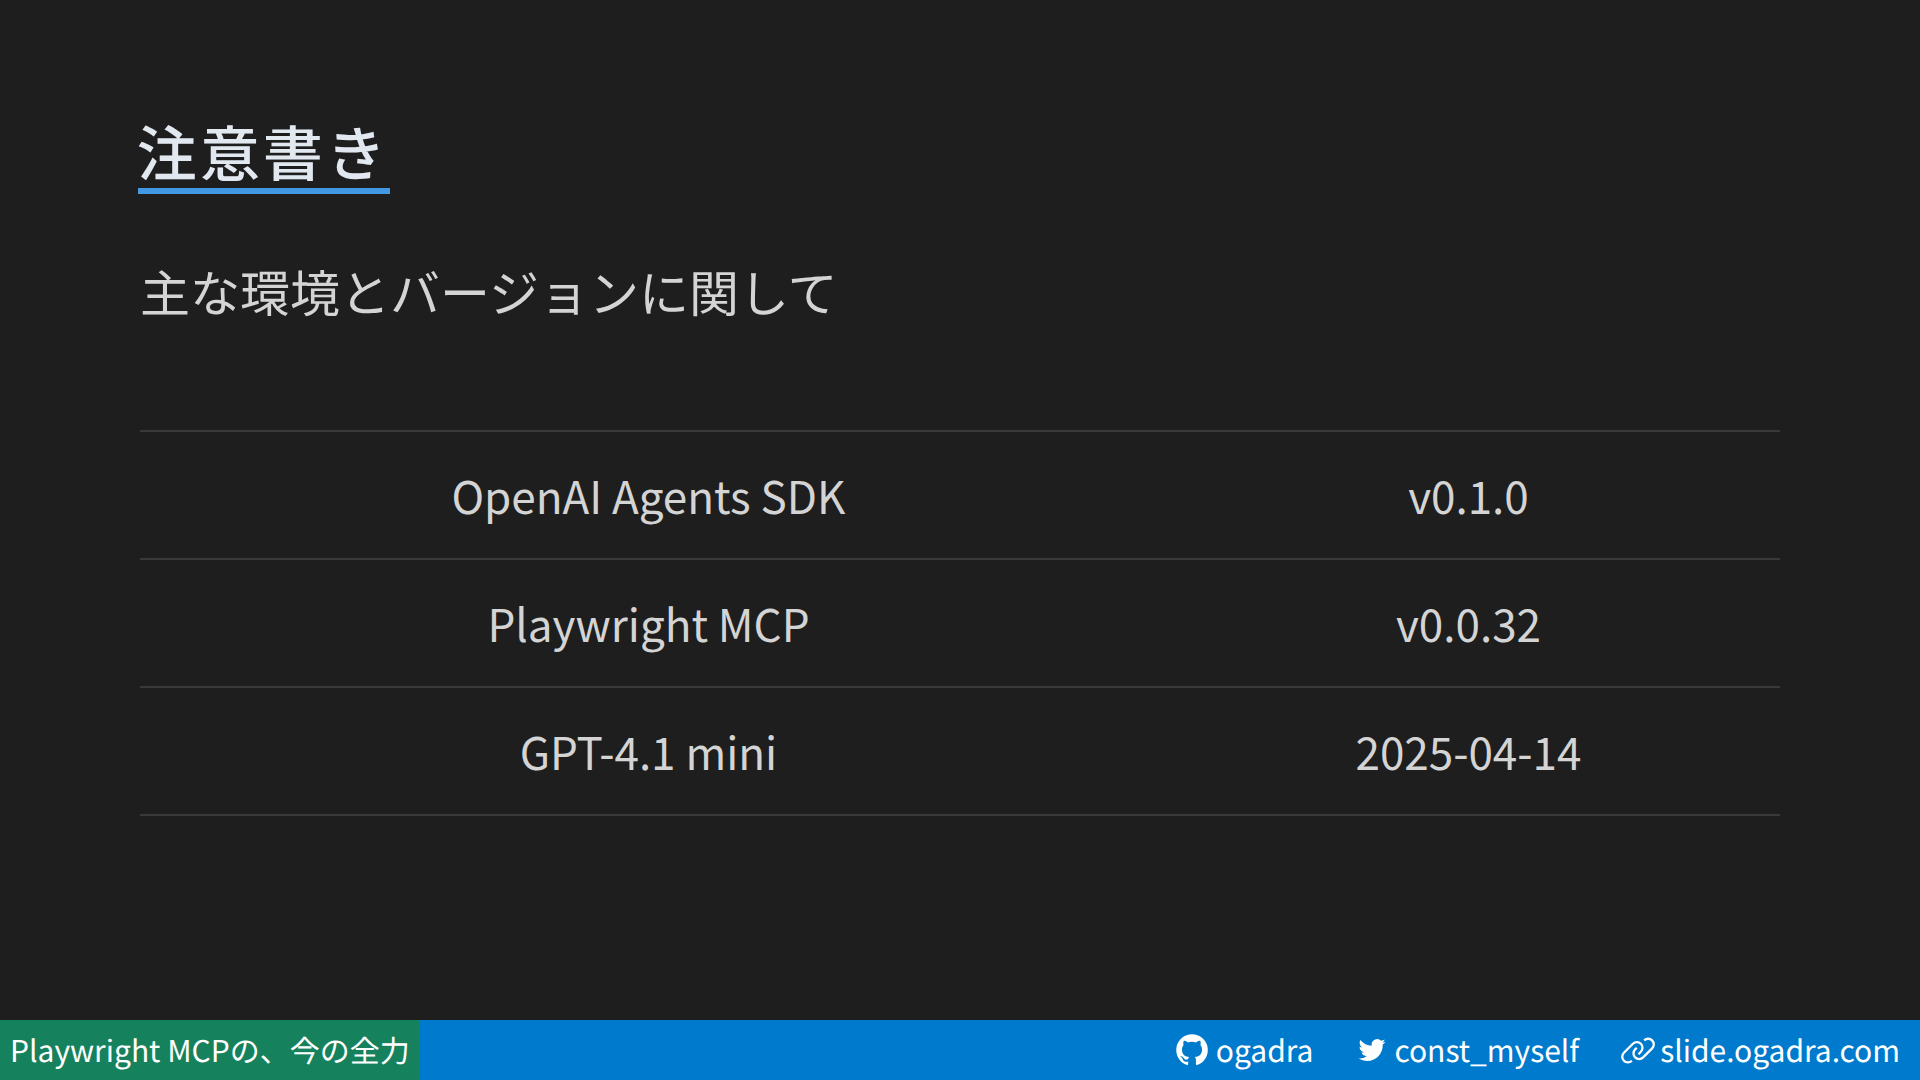 注意書き
主な環境とバージョンに関して
OpenAI Agents SDK v0.1.0
Playwright MCP v0.0.32
GPT-4.1 mini 2025-04-14
Playwright MCPの、今の全力 ogadra const_myself slide.ogadra.com